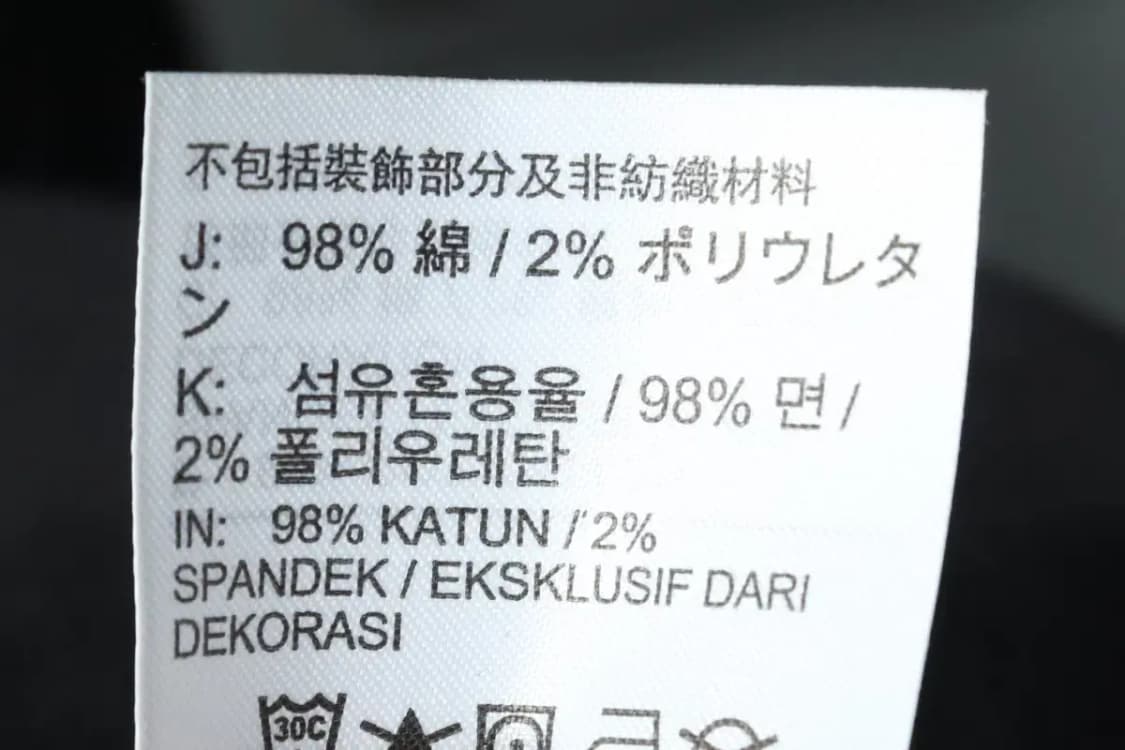 不包括裝飾部分及非紡織材料
J: 98% 綿 / 2% ポリウレタ
ン
K: 섬유혼용율 / 98% 면 /
2% 폴리우레탄
IN: 98% KATUN / 2%
SPANDEK / EKSKLUSIF DARI
DEKORASI
30C